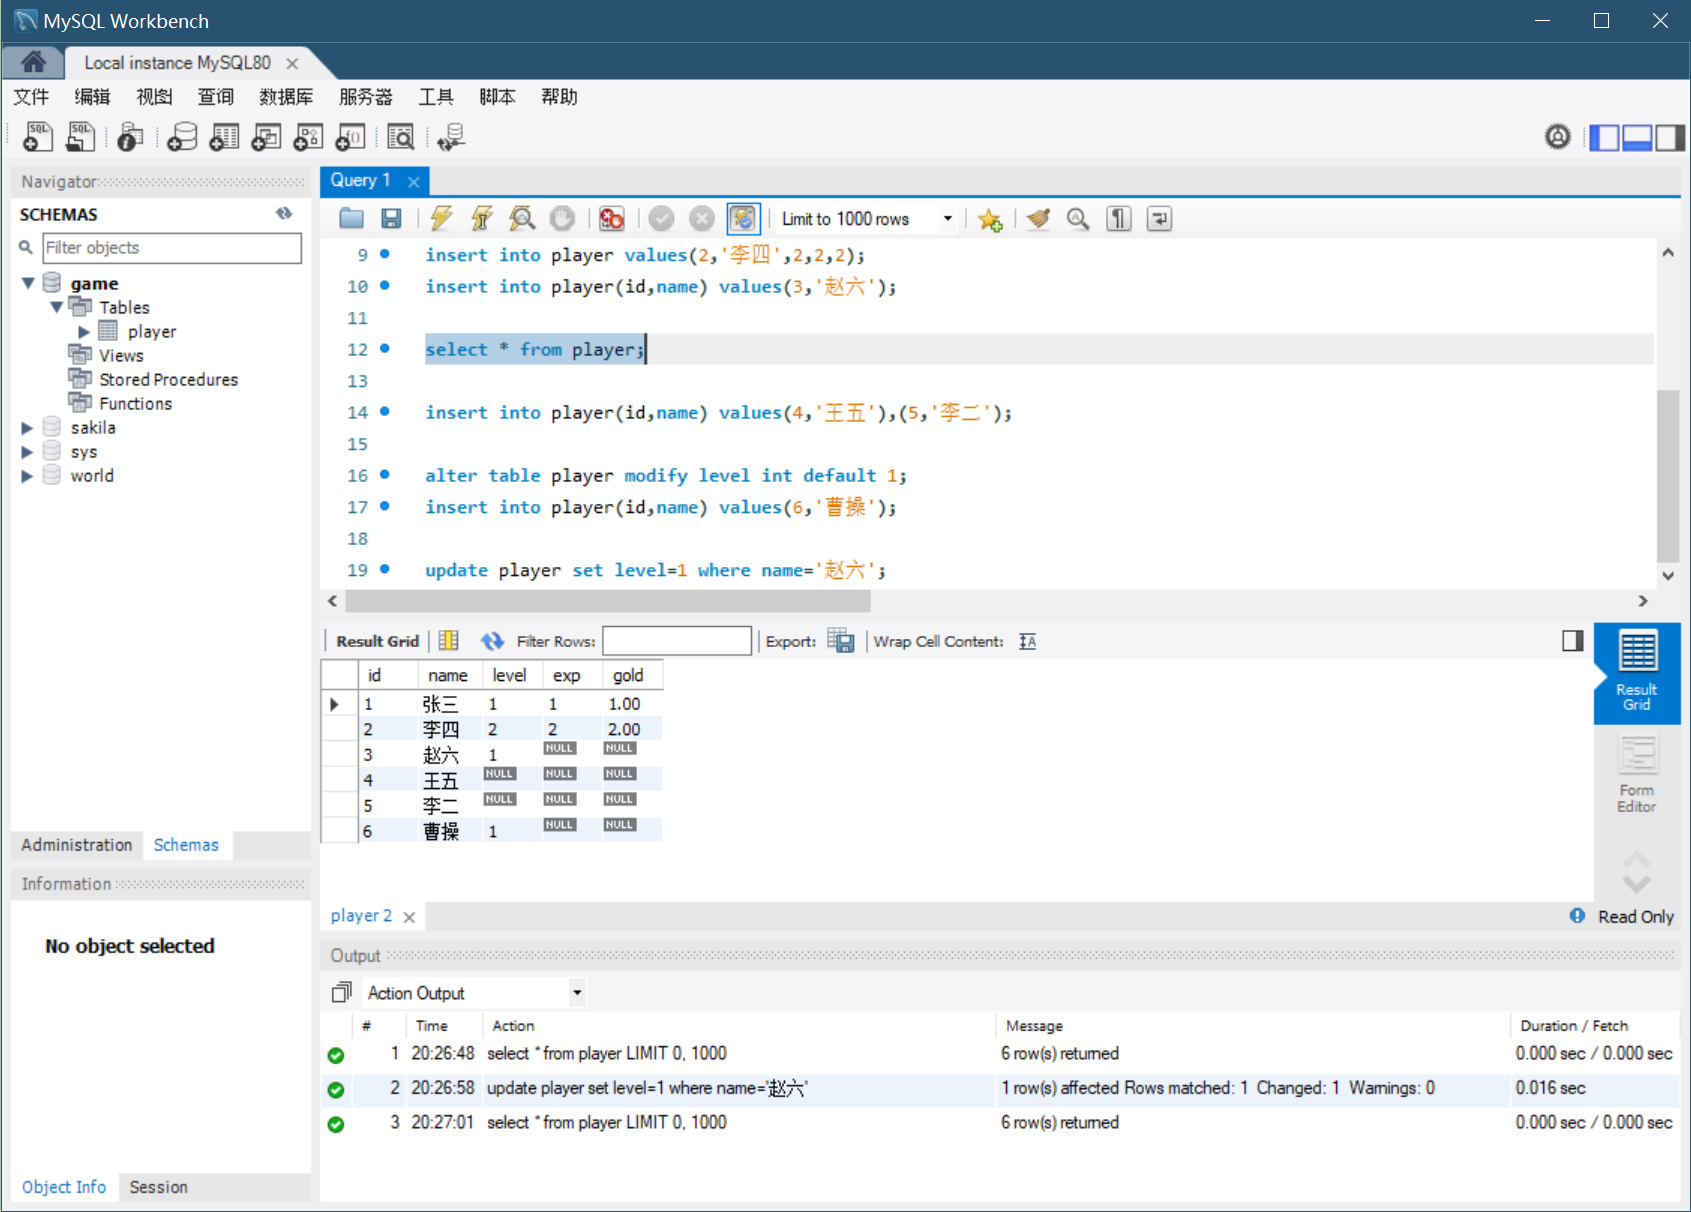 MySQL Workbench
Local instance MySQL80
文件 编辑 视图 查询 数据库 服务器 工具 脚本 帮助
Navigator
SCHEMAS
Filter objects
game
Tables
player
Views
Stored Procedures
Functions
sakila
sys
world
Administration Schemas
Information
No object selected
Object Info Session
Query 1
Limit to 1000 rows
9 insert into player values(2,'李四',2,2,2);
10 insert into player(id,name) values(3,'赵六');
11
12 select * from player;
13
14 insert into player(id,name) values(4,'王五'),(5,'李二');
15
16 alter table player modify level int default 1;
17 insert into player(id,name) values(6,'曹操');
18
19 update player set level=1 where name='赵六';
Result Grid Filter Rows: Export: Wrap Cell Content:
id name level exp gold
1 张三 1 1 1.00
2 李四 2 2 2.00
3 赵六 1 NULL NULL
4 王五 NULL NULL NULL
5 李二 NULL NULL NULL
6 曹操 1 NULL NULL
Result
Grid
Form
Editor
player 2
Read Only
Output
Action Output
# Time Action Message Duration / Fetch
1 20:26:48 select * from player LIMIT 0, 1000 6 row(s) returned 0.000 sec / 0.000 sec
2 20:26:58 update player set level=1 where name='赵六' 1 row(s) affected Rows matched: 1 Changed: 1 Warnings: 0 0.016 sec
3 20:27:01 select * from player LIMIT 0, 1000 6 row(s) returned 0.000 sec / 0.000 sec